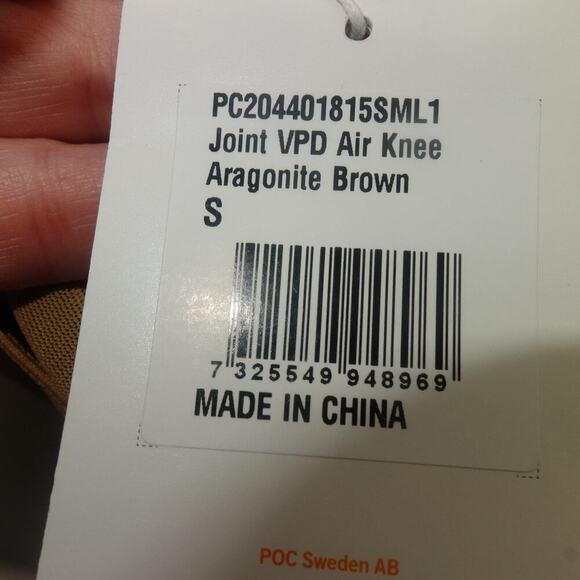 PC204401815SML1
Joint VPD Air Knee
Aragonite Brown
S
7 325549 948969
MADE IN CHINA
POC Sweden AB